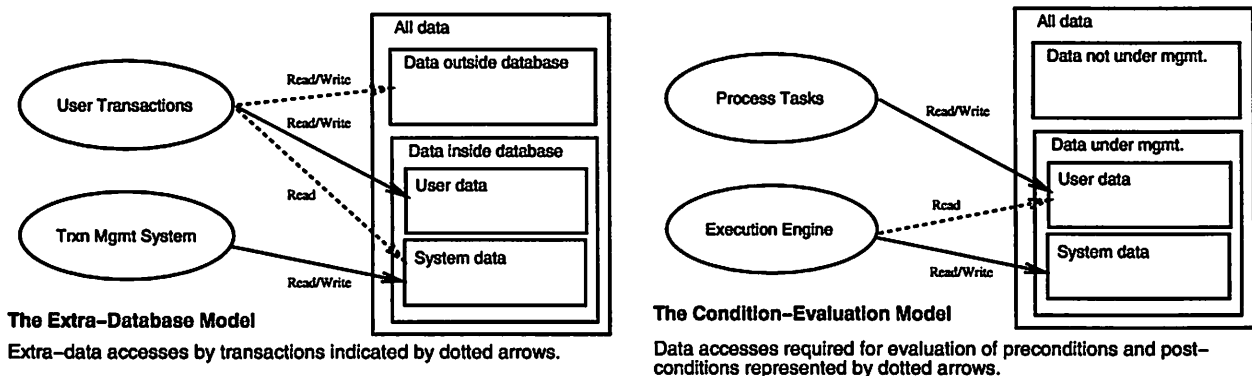 All data
Data outside database
Read/Write
User Transactions
Read/Write
Data inside database
User data
Read
Trxn Mgmt System
System data
Read/Write
The Extra-Database Model
Extra-data accesses by transactions indicated by dotted arrows.
All data
Data not under mgmt.
Process Tasks
Read/Write
Data under mgmt.
User data
Read
Execution Engine
System data
Read/Write
The Condition-Evaluation Model
Data accesses required for evaluation of preconditions and post-
conditions represented by dotted arrows.